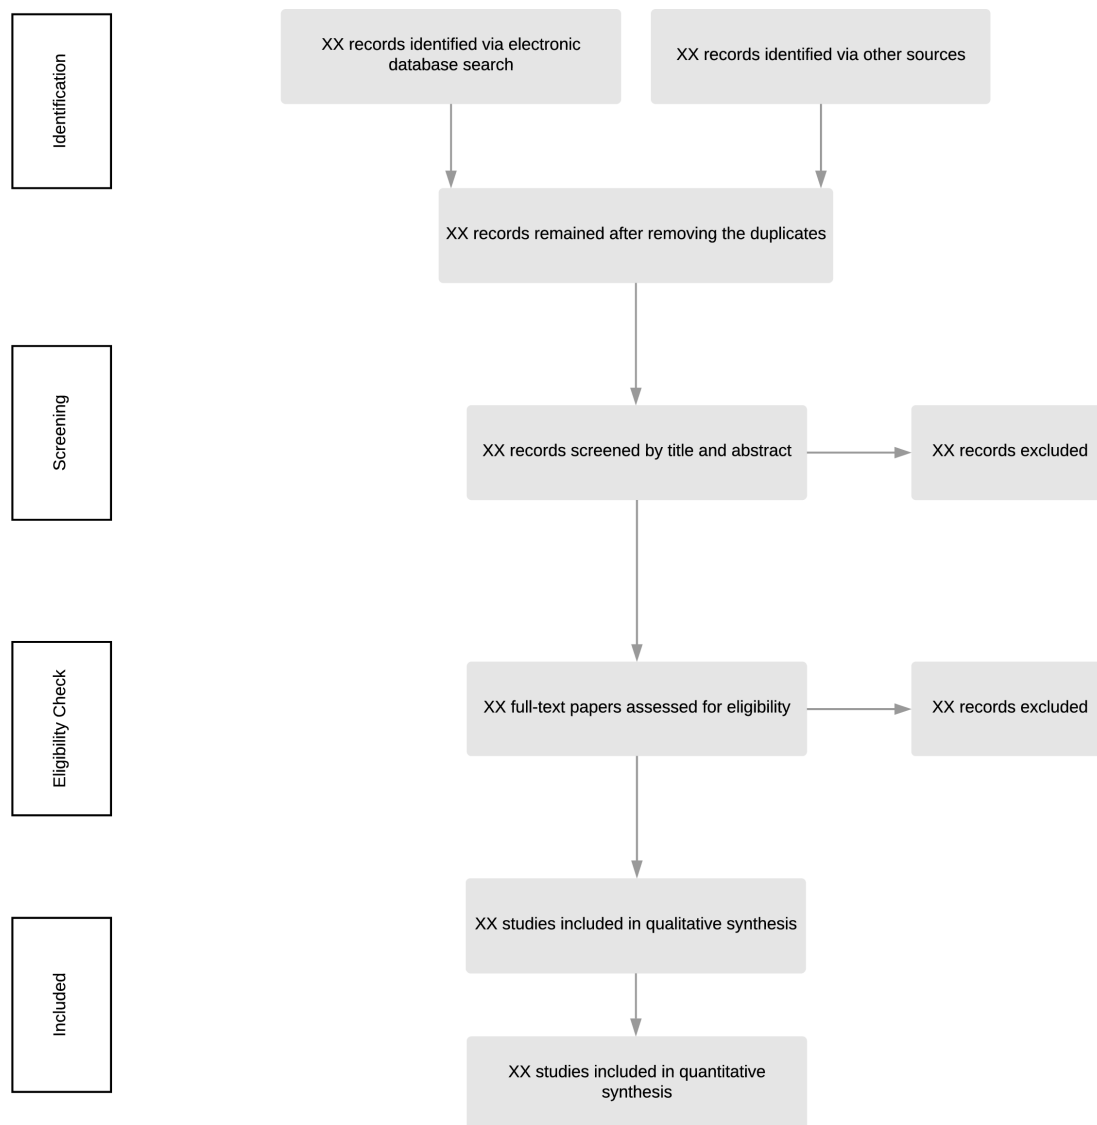 Identification
XX records identified via electronic
database search
XX records identified via other sources
XX records remained after removing the duplicates
Screening
XX records screened by title and abstract
XX records excluded
Eligibility Check
XX full-text papers assessed for eligibility
XX records excluded
Included
XX studies included in qualitative synthesis
XX studies included in quantitative
synthesis